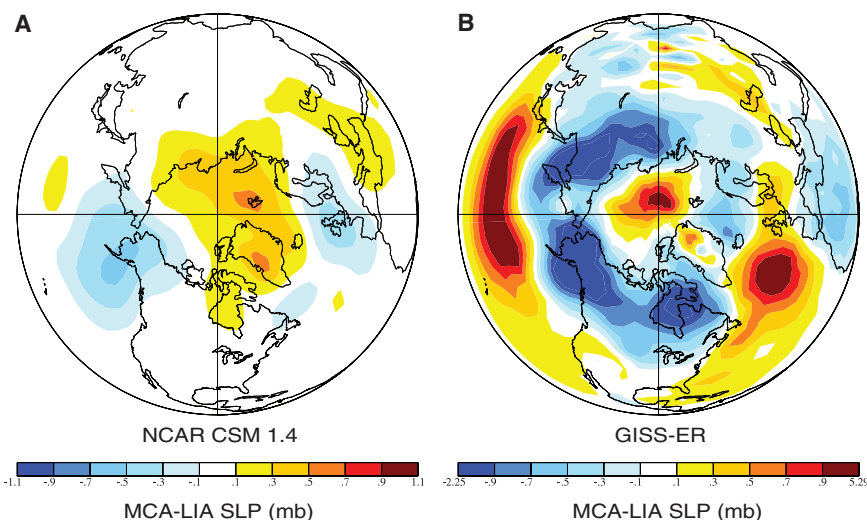 A
B
NCAR CSM 1.4
GISS-ER
-1.1 -.9 -.7 -.5 -.3 -.1 .1 .3 .5 .7 .9 1.1
-2.25 -.9 -.7 -.5 -.3 -.1 .1 .3 .5 .7 .9 5.29
MCA-LIA SLP (mb)
MCA-LIA SLP (mb)